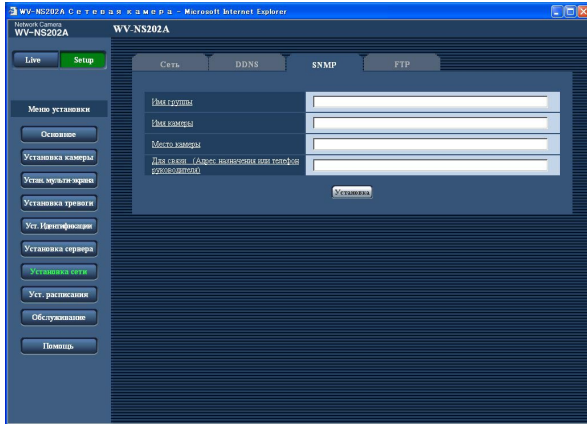 WV-NS202A Сетевая камера - Microsoft Internet Explorer
Network Camera
WV-NS202A
WV-NS202A
Live
Setup
Сеть
DDNS
SNMP
FTP
Меню установки
Основное
Установка камеры
Устан. мульти-экрана
Установка тревоги
Уст. Идентификации
Установка сервера
Установка сети
Уст. расписания
Обслуживание
Помощь
Имя группы
Имя камеры
Место камеры
Для связи (Адрес назначения или телефон
руководителя)
Установка